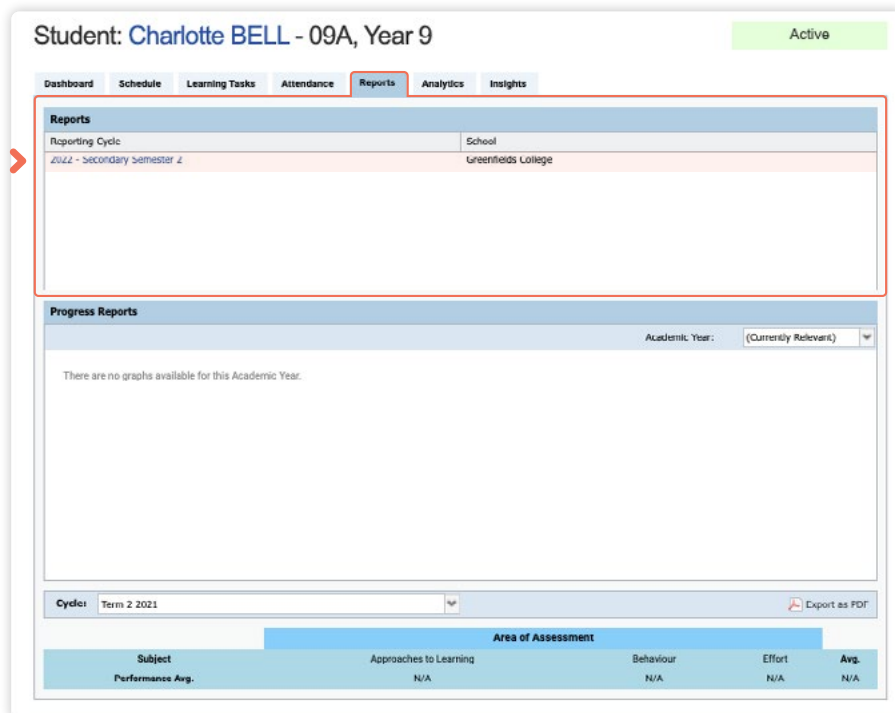 Student: Charlotte BELL - 09A, Year 9 Active
Dashboard Schedule Learning Tasks Attendance Reports Analytics Insights
Reports
Reporting Cycle School
2022 - Secondary Semester 2 Greenfields College
Progress Reports
Academic Year: (Currently Relevant)
There are no graphs available for this Academic Year.
Cycle: Term 2 2021 Export as PDF
Area of Assessment
Subject Approaches to Learning Behaviour Effort Avg.
Performance Avg. N/A N/A N/A N/A